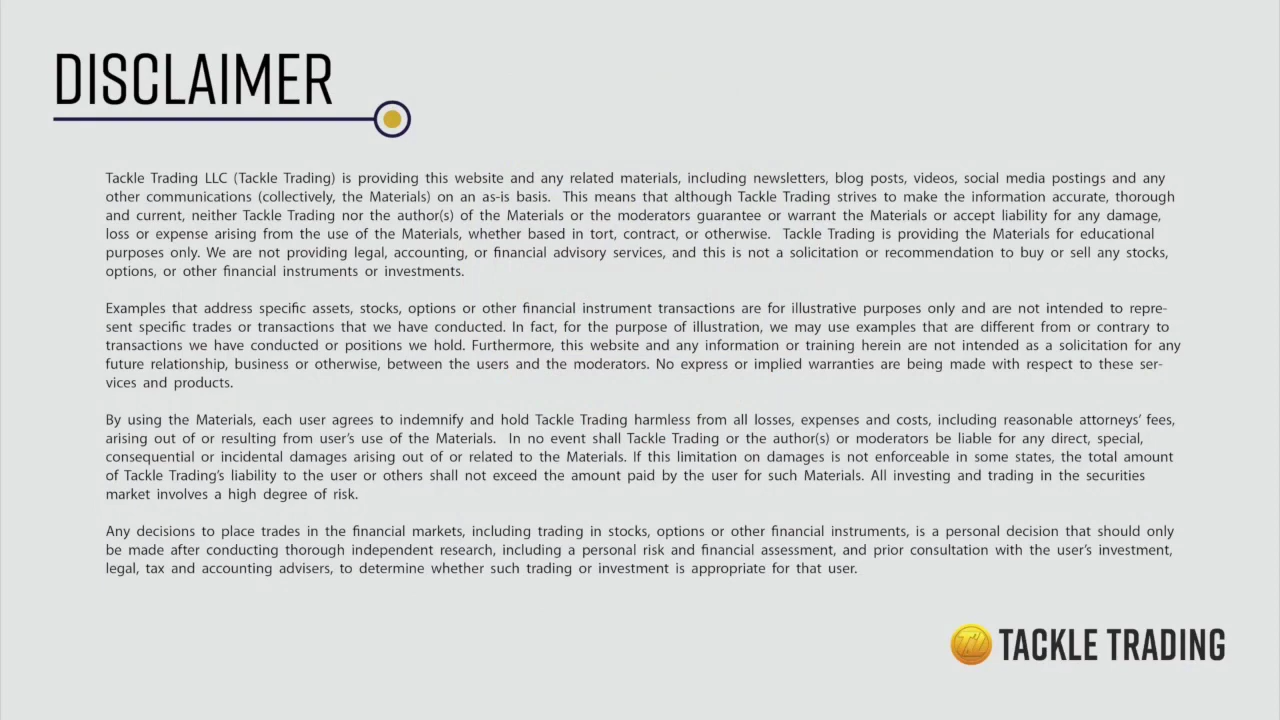 DISCLAIMER
Tackle Trading LLC (Tackle Trading) is providing this website and any related materials, including newsletters, blog posts, videos, social media postings and any
other communications (collectively, the Materials) on an as-is basis.  This means that although Tackle Trading strives to make the information accurate, thorough
and current, neither Tackle Trading nor the author(s) of the Materials or the moderators guarantee or warrant the Materials or accept liability for any damage,
loss or expense arising from the use of the Materials, whether based in tort, contract, or otherwise.  Tackle Trading is providing the Materials for educational
purposes only. We are not providing legal, accounting, or financial advisory services, and this is not a solicitation or recommendation to buy or sell any stocks,
options, or other financial instruments or investments.
Examples that address specific assets, stocks, options or other financial instrument transactions are for illustrative purposes only and are not intended to repre-
sent specific trades or transactions that we have conducted. In fact, for the purpose of illustration, we may use examples that are different from or contrary to
transactions we have conducted or positions we hold. Furthermore, this website and any information or training herein are not intended as a solicitation for any
future relationship, business or otherwise, between the users and the moderators. No express or implied warranties are being made with respect to these ser-
vices and products.
By using the Materials, each user agrees to indemnify and hold Tackle Trading harmless from all losses, expenses and costs, including reasonable attorneys’ fees,
arising out of or resulting from user’s use of the Materials.  In no event shall Tackle Trading or the author(s) or moderators be liable for any direct, special,
consequential or incidental damages arising out of or related to the Materials. If this limitation on damages is not enforceable in some states, the total amount
of Tackle Trading’s liability to the user or others shall not exceed the amount paid by the user for such Materials. All investing and trading in the securities
market involves a high degree of risk.
Any decisions to place trades in the financial markets, including trading in stocks, options or other financial instruments, is a personal decision that should only
be made after conducting thorough independent research, including a personal risk and financial assessment, and prior consultation with the user’s investment,
legal, tax and accounting advisers, to determine whether such trading or investment is appropriate for that user.
TACKLE TRADING